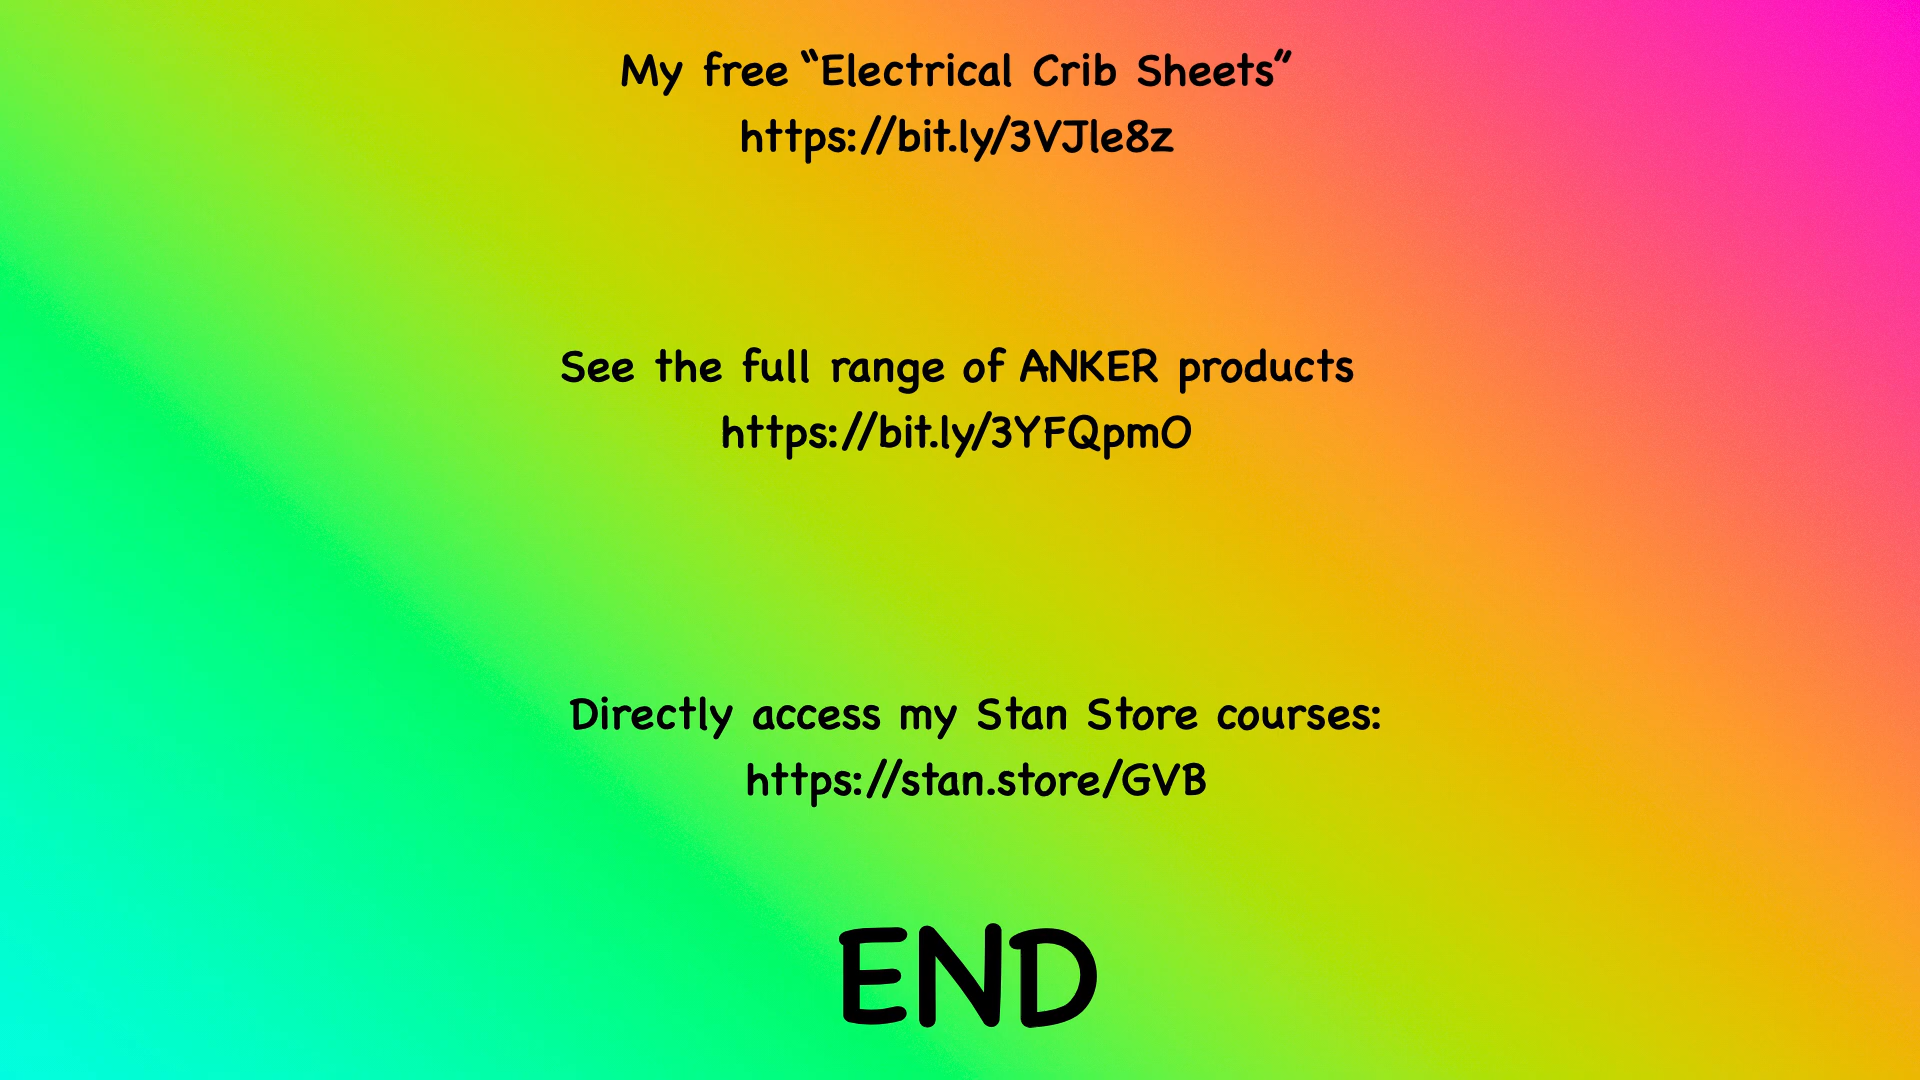 My free “Electrical Crib Sheets”
https://bit.ly/3VJle8z
See the full range of ANKER products
https://bit.ly/3YFQpmO
Directly access my Stan Store courses:
https://stan.store/GVB
END